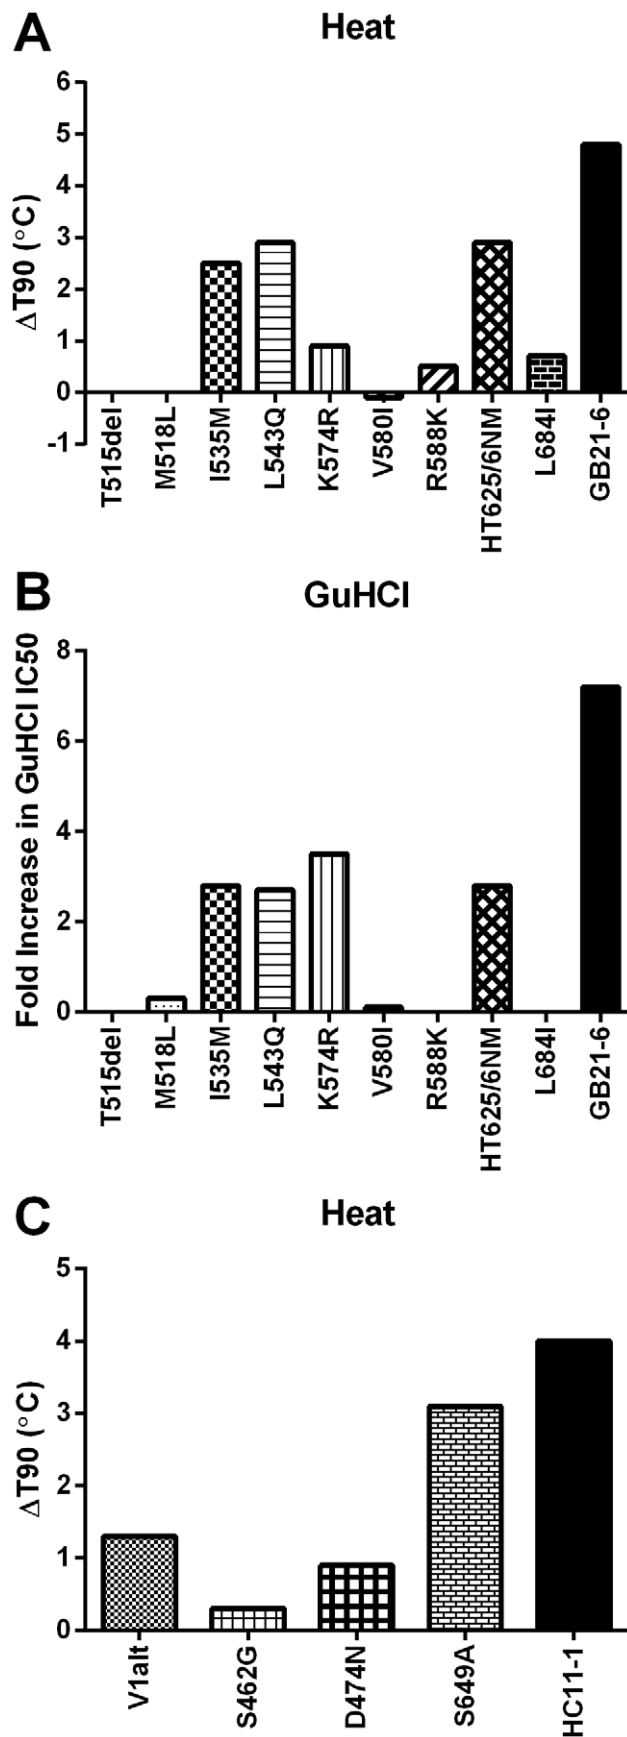 A
Heat
ΔT90 (°C)
6
5
4
3
2
1
0
-1
T515del
M518L
I535M
L543Q
K574R
V580I
R588K
HT625/6NM
L684I
GB21-6
B
GuHCl
Fold Increase in GuHCl IC50
8
6
4
2
0
T515del
M518L
I535M
L543Q
K574R
V580I
R588K
HT625/6NM
L684I
GB21-6
C
Heat
ΔT90 (°C)
5
4
3
2
1
0
V1alt
S462G
D474N
S649A
HC11-1